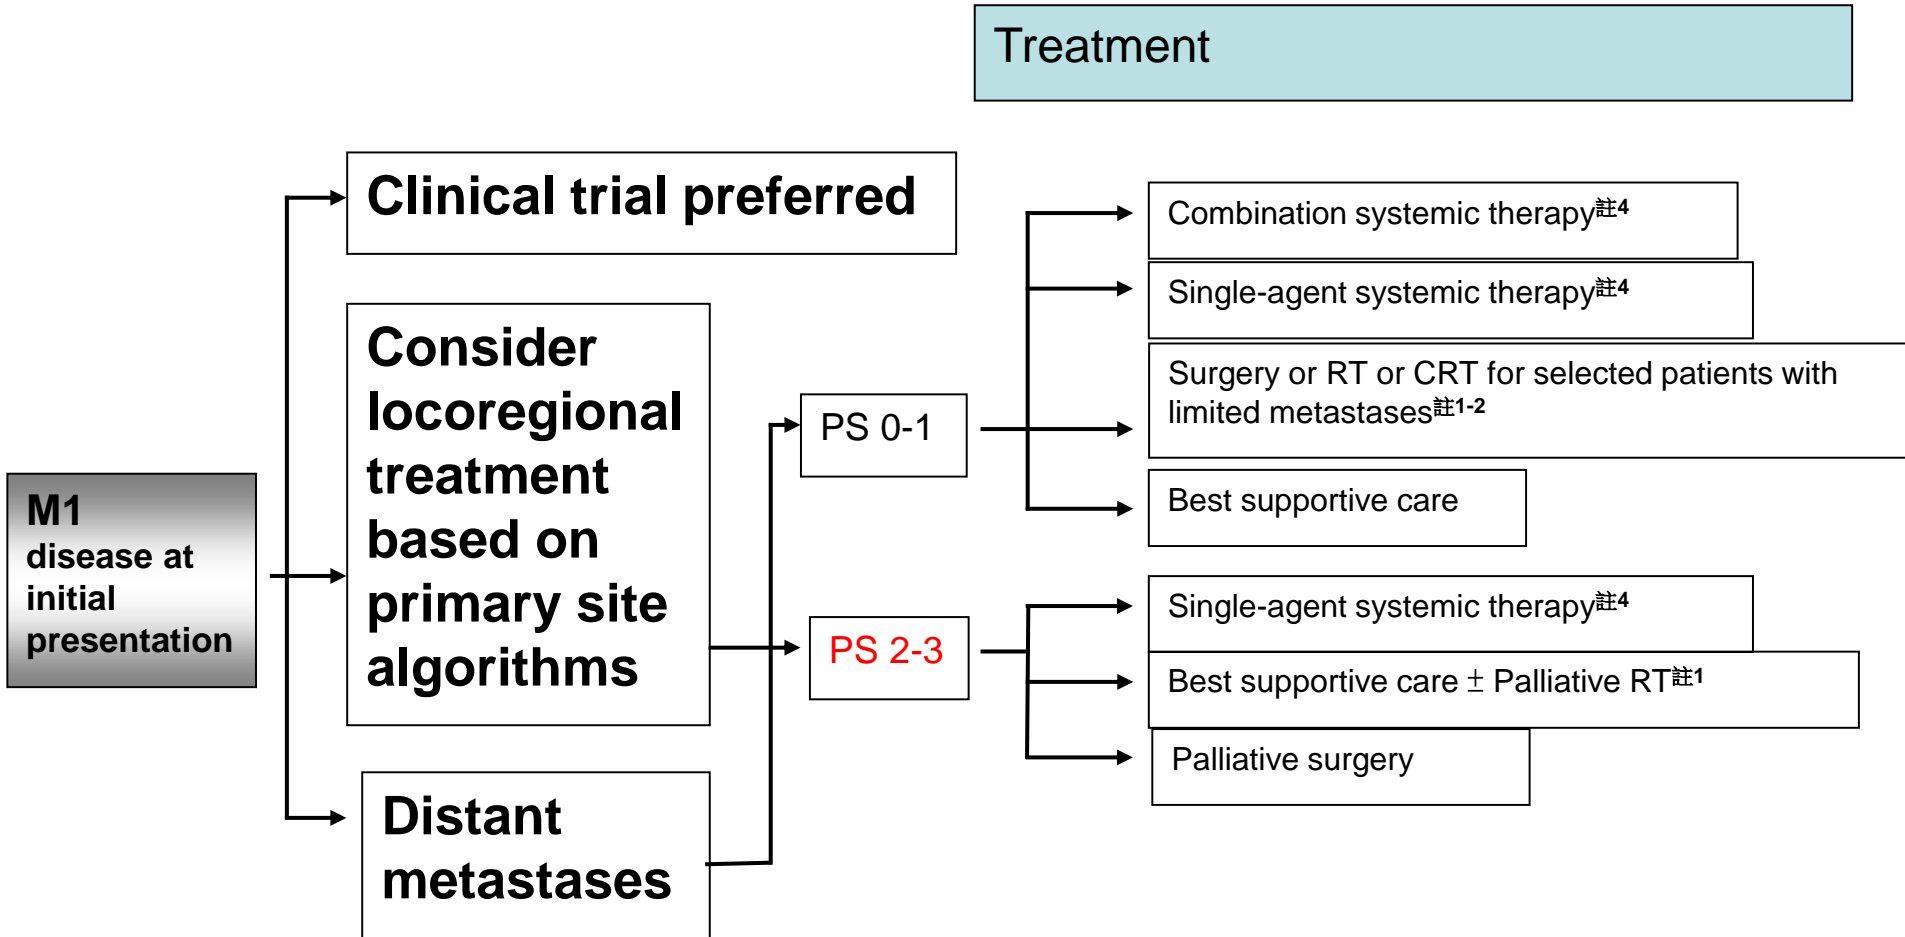 Treatment
Clinical trial preferred
Combination systemic therapy註4
Single-agent systemic therapy註4
Consider
locoregional
treatment
based on
primary site
algorithms
Surgery or RT or CRT for selected patients with
limited metastases註1-2
PS 0-1
Best supportive care
M1
disease at
initial
presentation
PS 2-3
Single-agent systemic therapy註4
Best supportive care ± Palliative RT註1
Palliative surgery
Distant
metastases